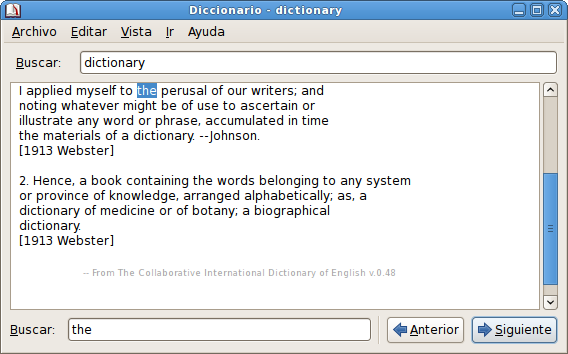 Diccionario - dictionary
Archivo Editar Vista Ir Ayuda
Buscar: dictionary
I applied myself to the perusal of our writers; and
noting whatever might be of use to ascertain or
illustrate any word or phrase, accumulated in time
the materials of a dictionary. --Johnson.
[1913 Webster]
2. Hence, a book containing the words belonging to any system
or province of knowledge, arranged alphabetically; as, a
dictionary of medicine or of botany; a biographical
dictionary.
[1913 Webster]
-- From The Collaborative International Dictionary of English v.0.48
Buscar: the Anterior Siguiente